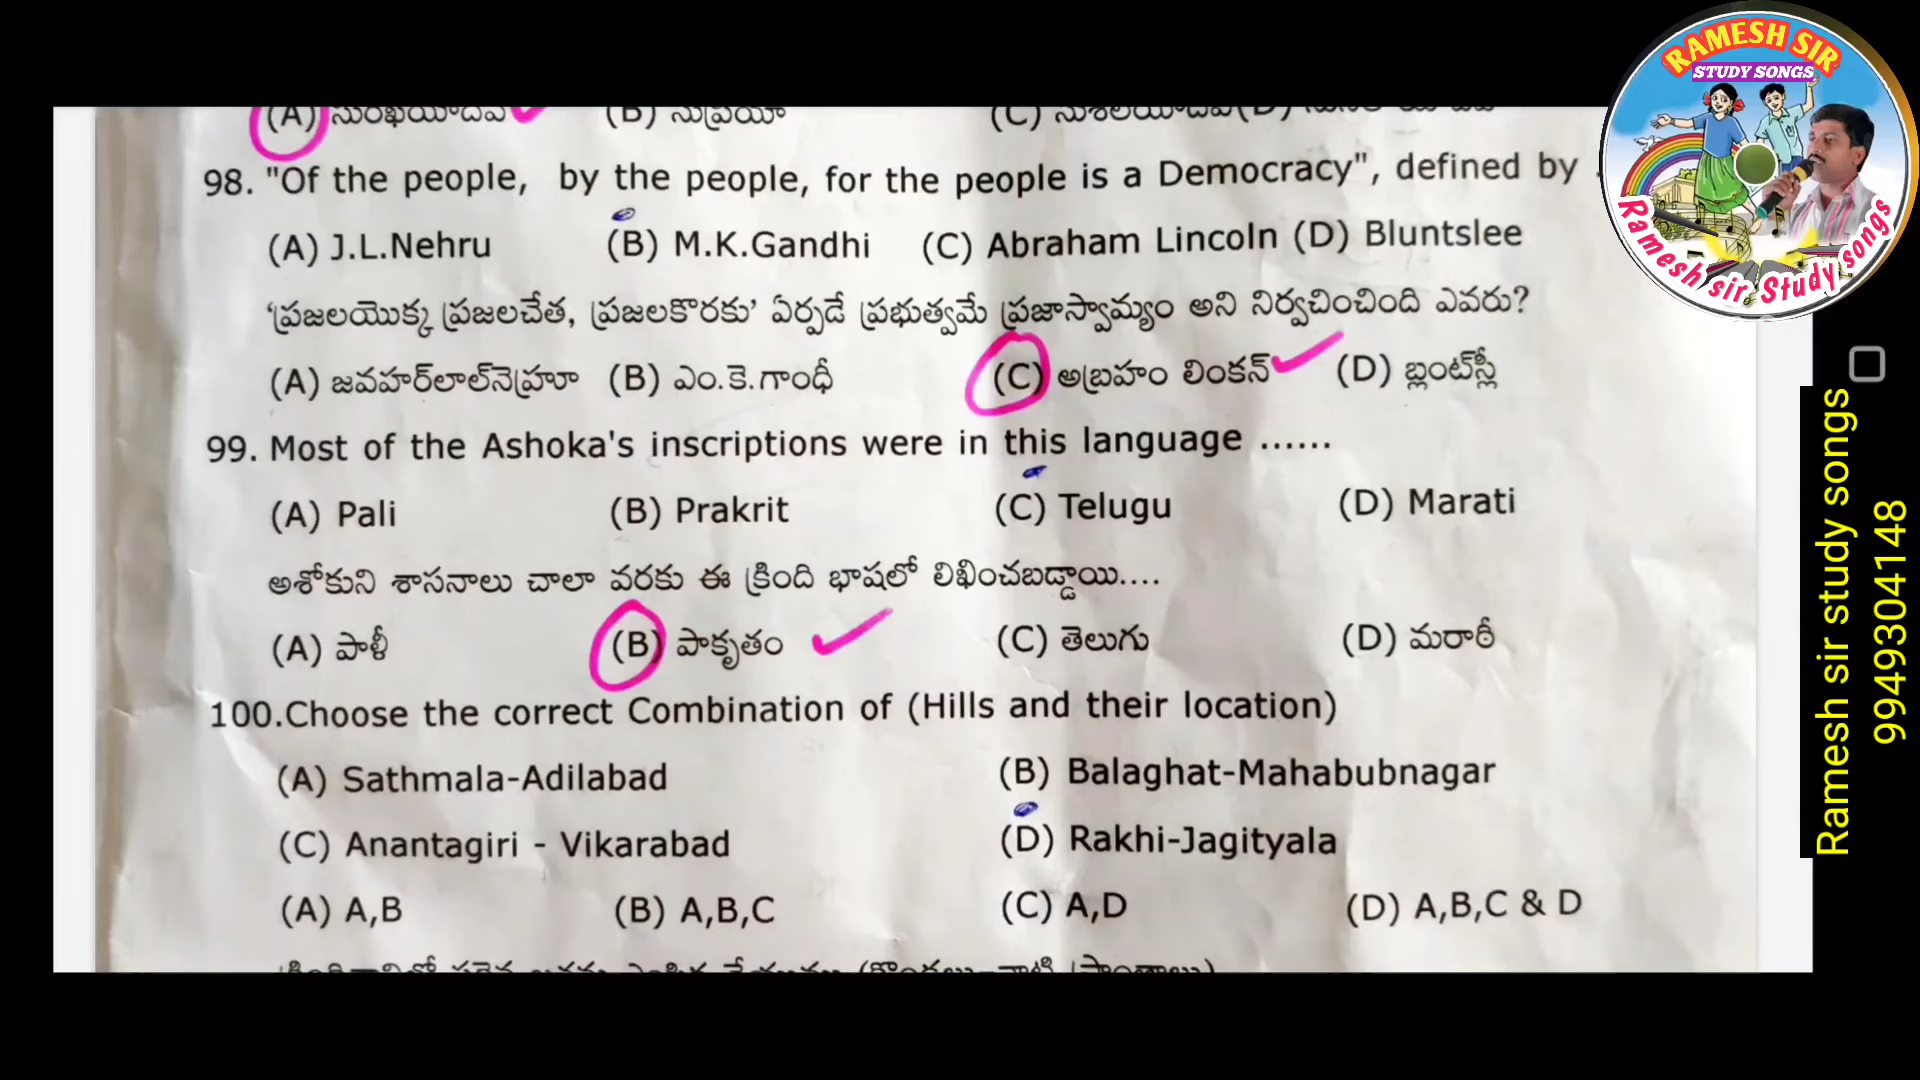 RAMESH SIR
STUDY SONGS
Ramesh sir Study songs
(A) (B) సుప్రియా (C)
98. "Of the people, by the people, for the people is a Democracy", defined by
(A) J.L.Nehru (B) M.K.Gandhi (C) Abraham Lincoln (D) Bluntslee
‘ప్రజలయొక్క ప్రజలచేత, ప్రజలకొరకు’ ఏర్పడే ప్రభుత్వమే ప్రజాస్వామ్యం అని నిర్వచించింది ఎవరు?
(A) జవహర్‌లాల్‌నెహ్రూ (B) ఎం.కె.గాంధీ (C) అబ్రహం లింకన్ (D) బ్లంట్‌స్లీ
99. Most of the Ashoka's inscriptions were in this language ......
(A) Pali (B) Prakrit (C) Telugu (D) Marati
అశోకుని శాసనాలు చాలా వరకు ఈ క్రింది భాషలో లిఖించబడ్డాయి....
(A) పాళీ (B) పాకృతం (C) తెలుగు (D) మరాఠీ
100.Choose the correct Combination of (Hills and their location)
(A) Sathmala-Adilabad (B) Balaghat-Mahabubnagar
(C) Anantagiri - Vikarabad (D) Rakhi-Jagityala
(A) A,B (B) A,B,C (C) A,D (D) A,B,C & D
Ramesh sir study songs
9949304148